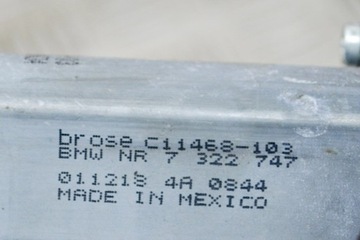 brose C11468-103
BMW NR 7 322 747
011218 4A 0844
MADE IN MEXICO